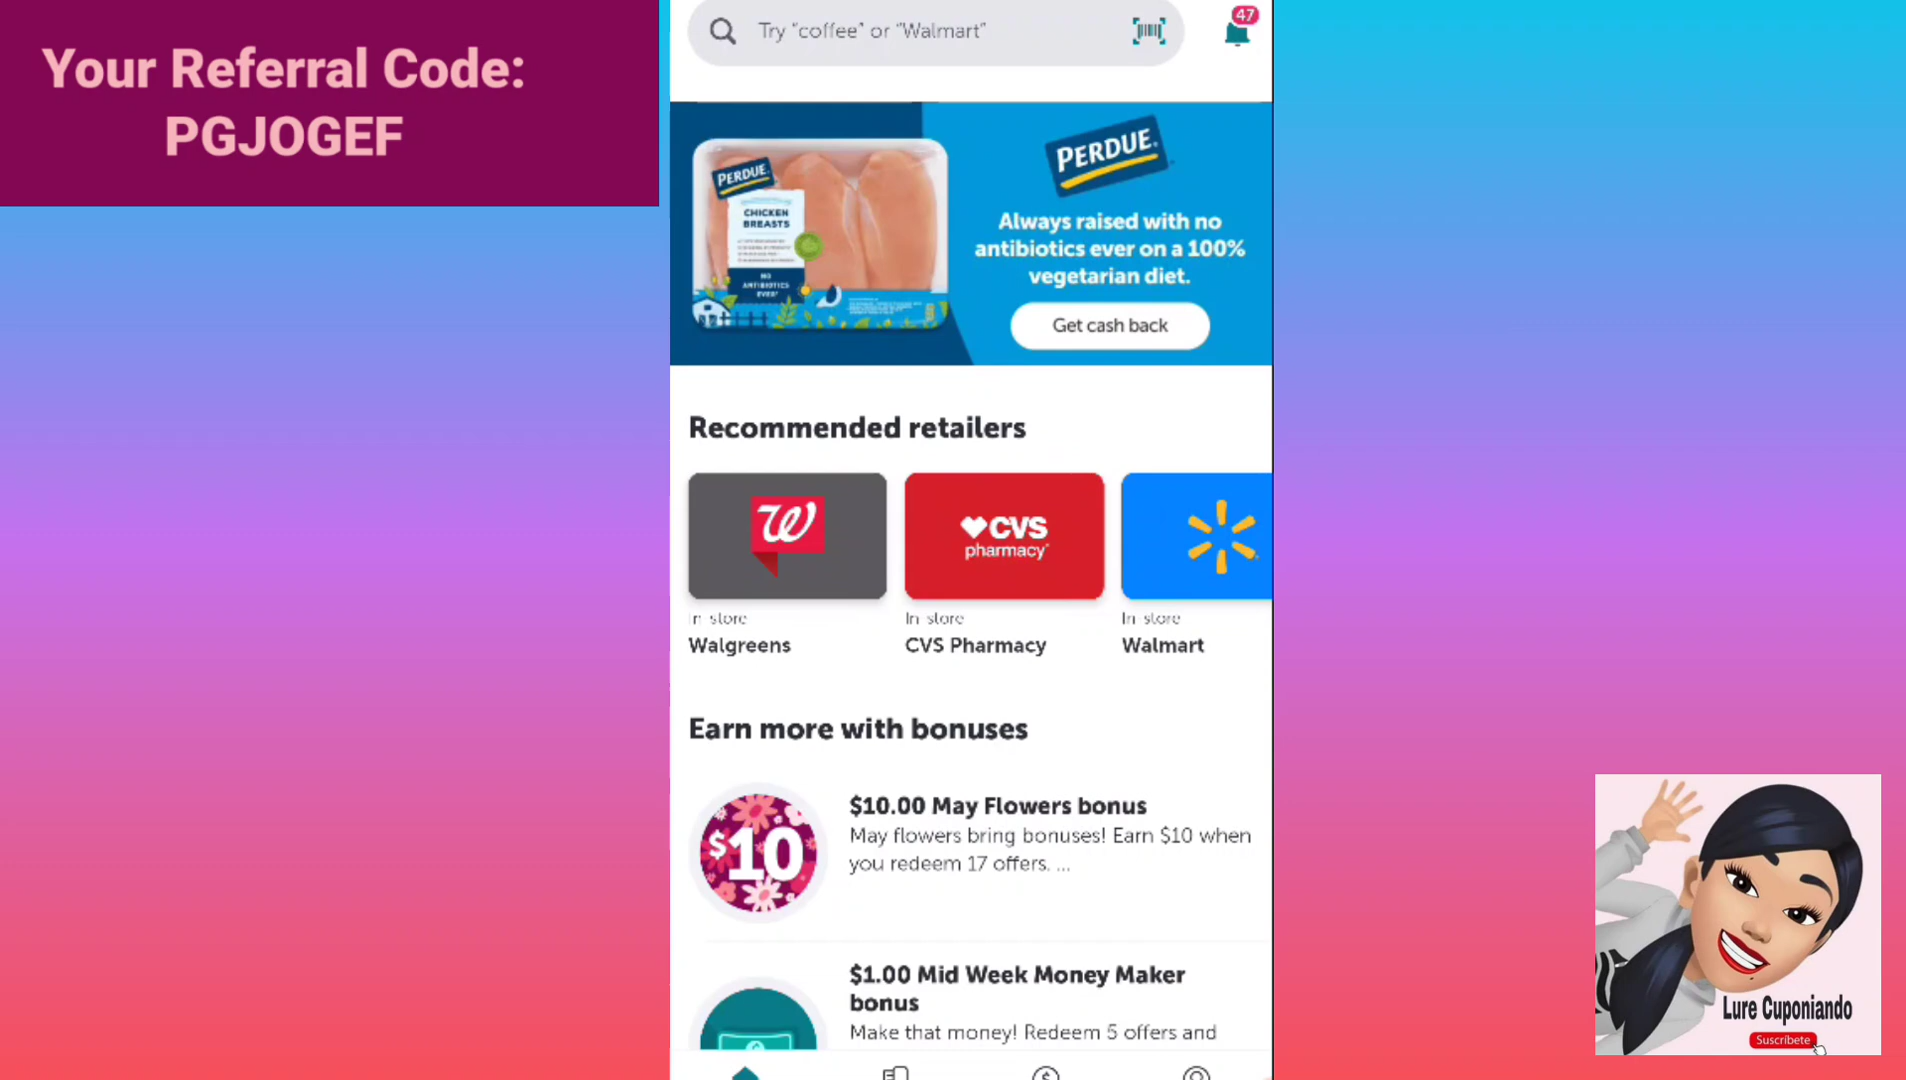 Your Referral Code:
PGJOGEF
Try “coffee” or “Walmart”
47
PERDUE
CHICKEN
BREASTS
NO
ANTIBIOTICS
EVER
PERDUE
Always raised with no
antibiotics ever on a 100%
vegetarian diet.
Get cash back
Recommended retailers
W
CVS
pharmacy
In-store
Walgreens
In-store
CVS Pharmacy
In-store
Walmart
Earn more with bonuses
$10
$10.00 May Flowers bonus
May flowers bring bonuses! Earn $10 when
you redeem 17 offers. ...
$1.00 Mid Week Money Maker
bonus
Make that money! Redeem 5 offers and
Lure Cuponiando
Suscribete